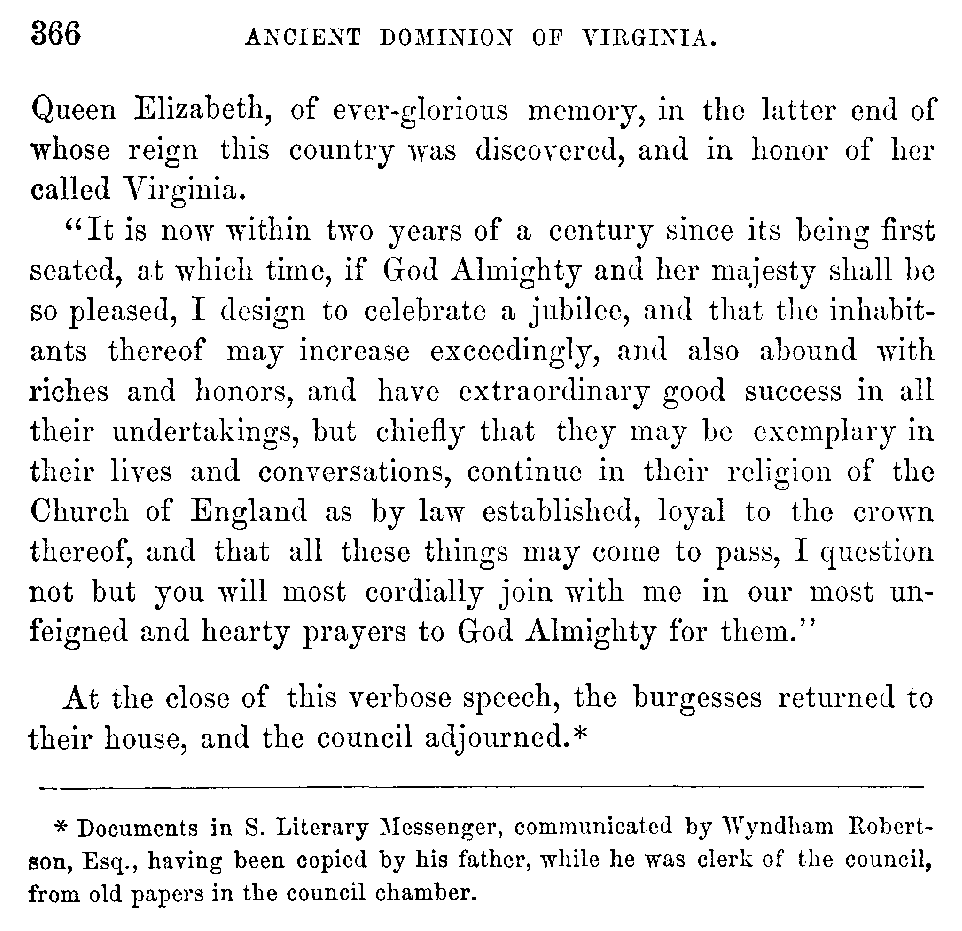 366 ANCIENT DOMINION OF VIRGINIA.
Queen Elizabeth, of ever-glorious memory, in the latter end of
whose reign this country was discovered, and in honor of her
called Virginia.
“It is now within two years of a century since its being first
seated, at which time, if God Almighty and her majesty shall be
so pleased, I design to celebrate a jubilee, and that the inhabit-
ants thereof may increase exceedingly, and also abound with
riches and honors, and have extraordinary good success in all
their undertakings, but chiefly that they may be exemplary in
their lives and conversations, continue in their religion of the
Church of England as by law established, loyal to the crown
thereof, and that all these things may come to pass, I question
not but you will most cordially join with me in our most un-
feigned and hearty prayers to God Almighty for them.”
At the close of this verbose speech, the burgesses returned to
their house, and the council adjourned.*
* Documents in S. Literary Messenger, communicated by Wyndham Robert-
son, Esq., having been copied by his father, while he was clerk of the council,
from old papers in the council chamber.